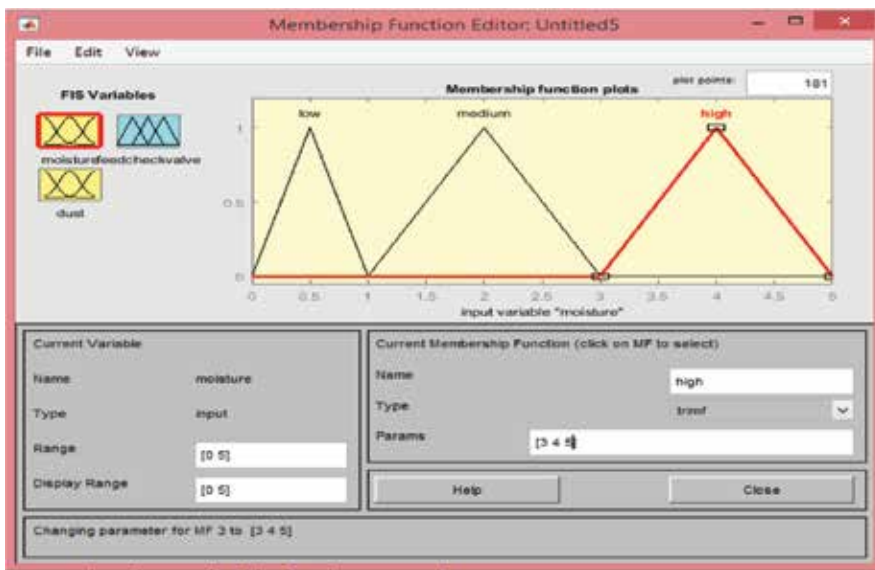 Membership Function Editor: Untitled5
File Edit View
FIS Variables
moisturefeedcheckvalve
dust
Membership function plots
plot points: 181
low medium high
1
0.5
0
0 0.5 1 1.5 2 2.5 3 3.5 4 4.5 5
input variable "moisture"
Current Variable
Name moisture
Type input
Range [0 5]
Display Range [0 5]
Current Membership Function (click on MF to select)
Name high
Type trimf
Params [3 4 5]
Help Close
Changing parameter for MF 3 to [3 4 5]